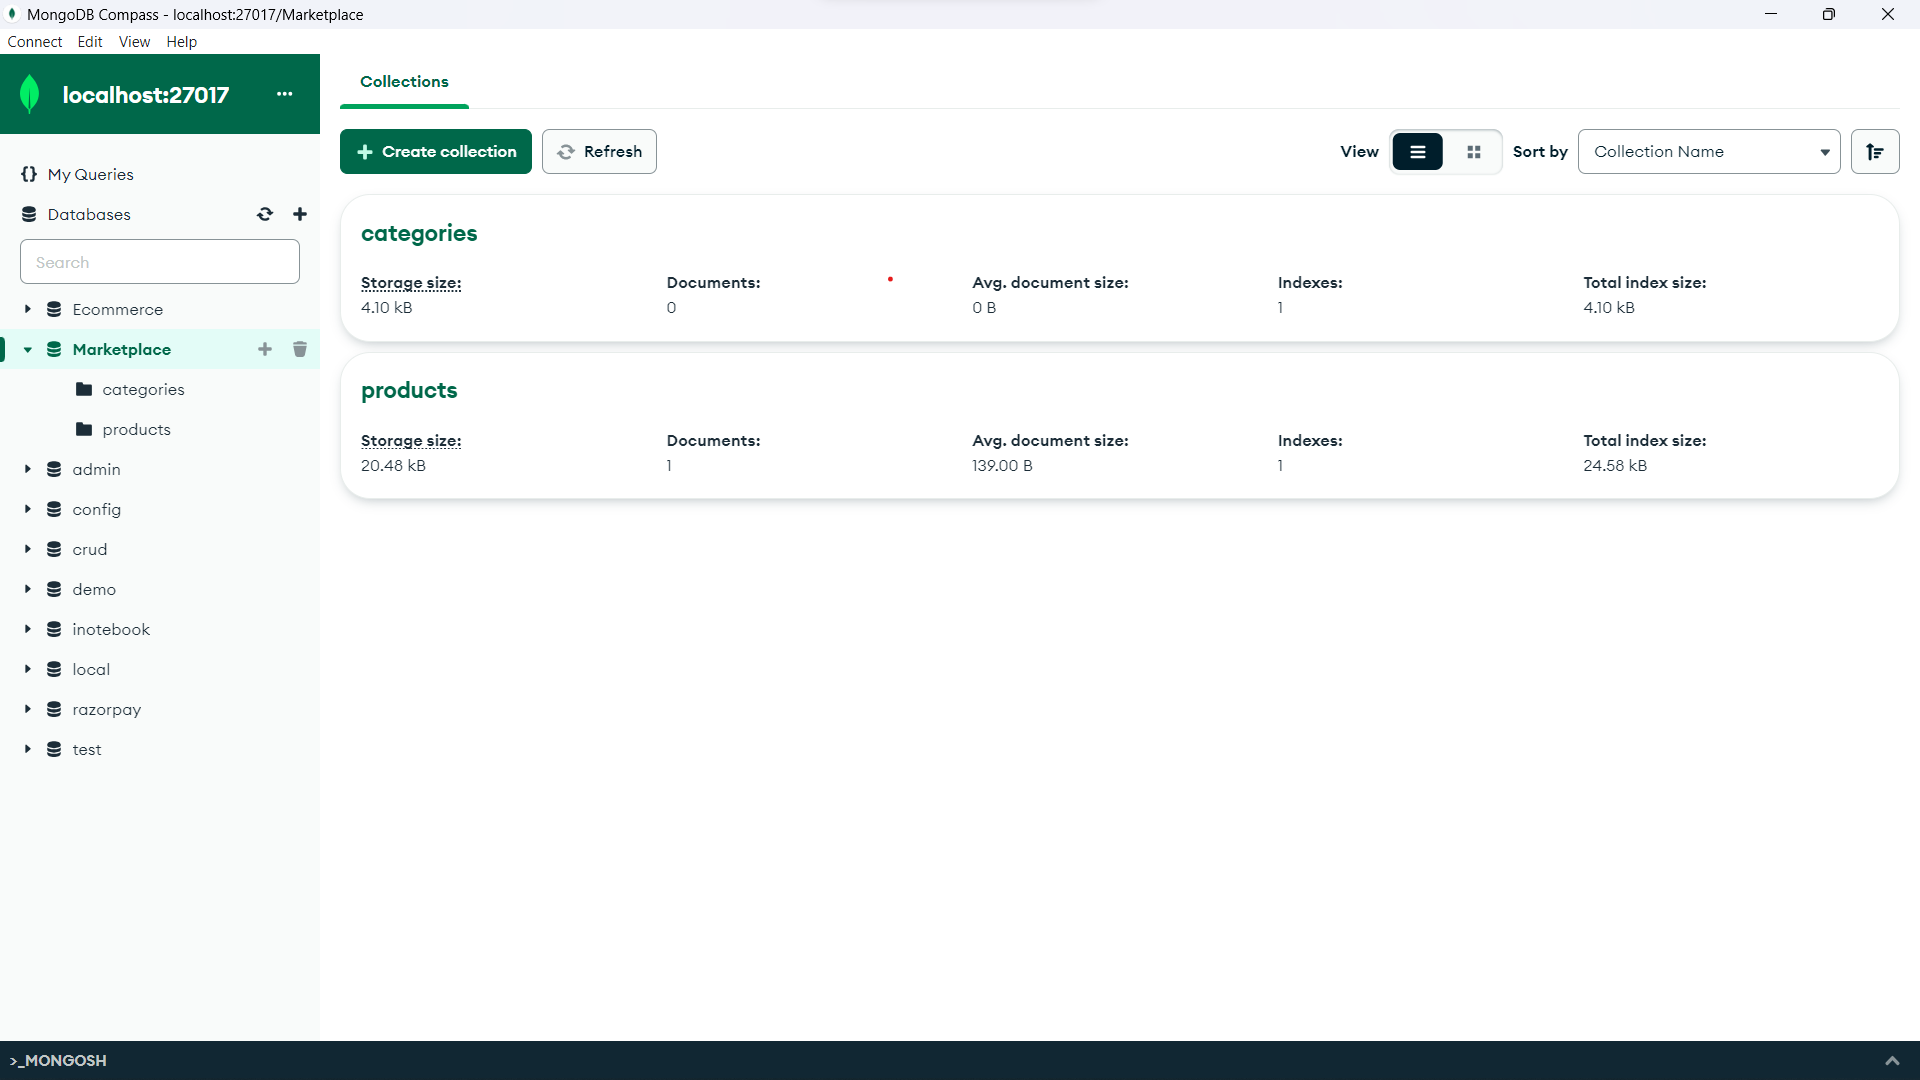 MongoDB Compass - localhost:27017/Marketplace
Connect Edit View Help
localhost:27017 ...
{} My Queries
Databases
Search
Ecommerce
Marketplace
categories
products
admin
config
crud
demo
inotebook
local
razorpay
test
Collections
+ Create collection Refresh View Sort by Collection Name
categories
Storage size: Documents: Avg. document size: Indexes: Total index size:
4.10 kB 0 0 B 1 4.10 kB
products
Storage size: Documents: Avg. document size: Indexes: Total index size:
20.48 kB 1 139.00 B 1 24.58 kB
>_MONGOSH